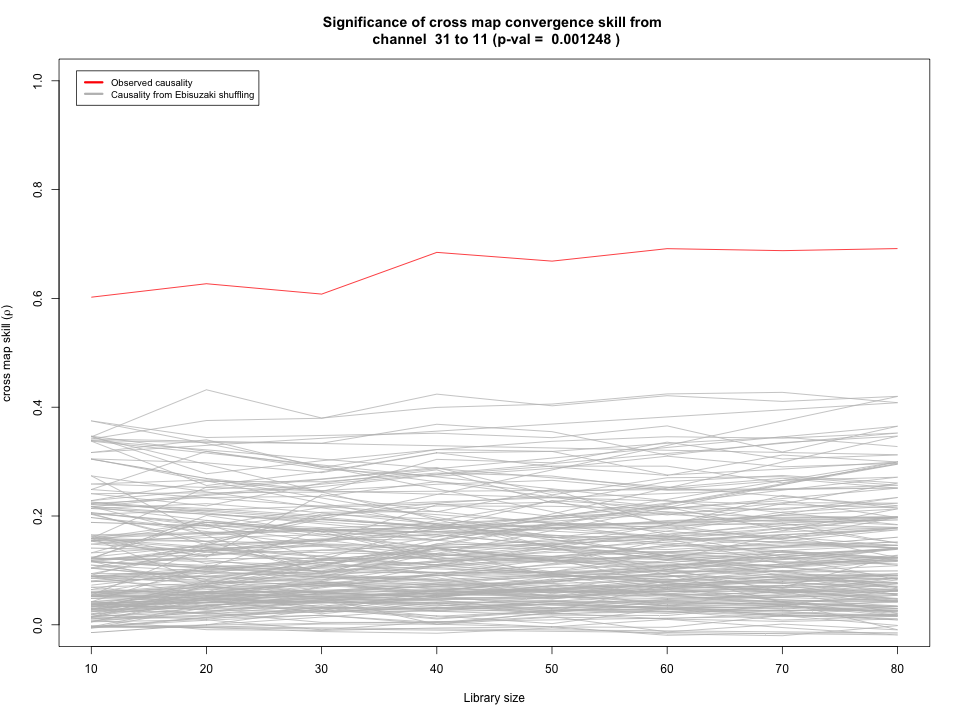 Significance of cross map convergence skill from
channel  31 to 11 (p-val =  0.001248 )
Observed causality
Causality from Ebisuzaki shuffling
cross map skill (ρ)
1.0
0.8
0.6
0.4
0.2
0.0
10 20 30 40 50 60 70 80
Library size